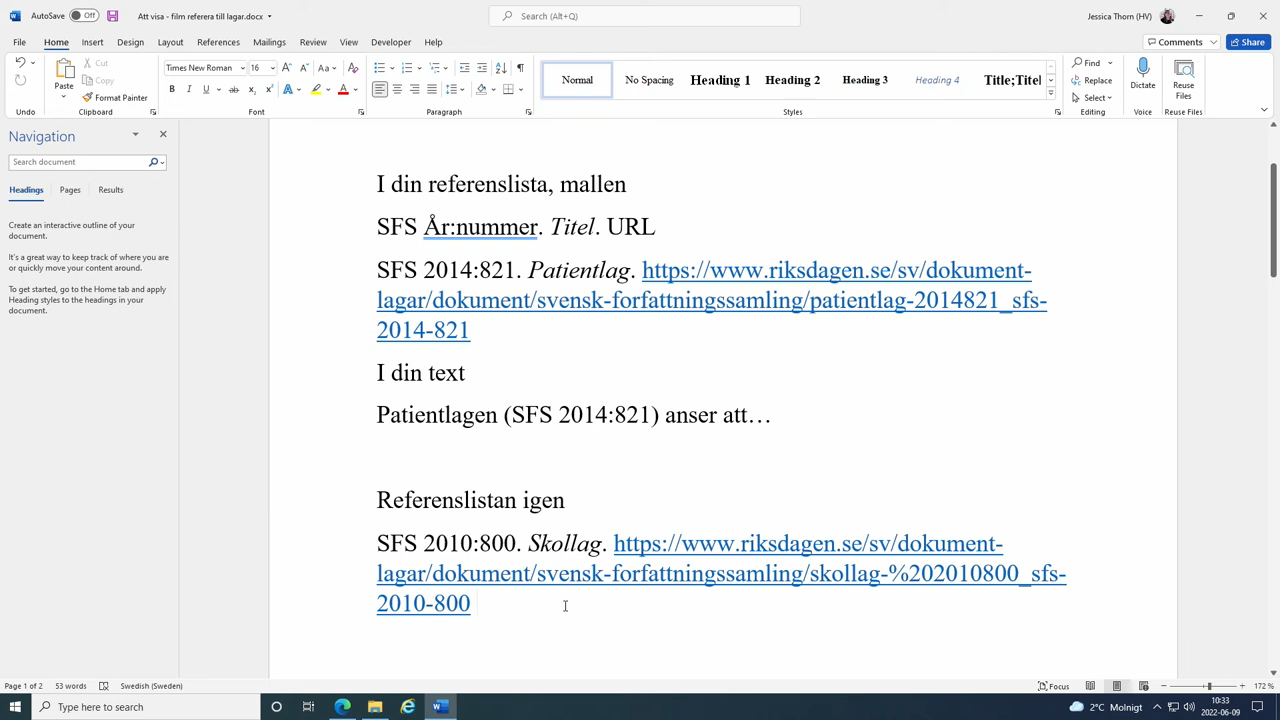 AutoSave Off Att visa - film referera till lagar.docx Search (Alt+Q) Jessica Thorn (HV)
File Home Insert Design Layout References Mailings Review View Developer Help Comments Share
Paste Cut Copy Format Painter
Times New Roman 16
Normal No Spacing Heading 1 Heading 2 Heading 3 Heading 4 Title;Titel
Find Replace Select
Dictate Reuse Files
Undo Clipboard Font Paragraph Styles Editing Voice Reuse Files
Navigation
Search document
Headings Pages Results
Create an interactive outline of your
document.
It's a great way to keep track of where you are
or quickly move your content around.
To get started, go to the Home tab and apply
Heading styles to the headings in your
document.
I din referenslista, mallen
SFS År:nummer. Titel. URL
SFS 2014:821. Patientlag. https://www.riksdagen.se/sv/dokument-
lagar/dokument/svensk-forfattningssamling/patientlag-2014821_sfs-
2014-821
I din text
Patientlagen (SFS 2014:821) anser att…
Referenslistan igen
SFS 2010:800. Skollag. https://www.riksdagen.se/sv/dokument-
lagar/dokument/svensk-forfattningssamling/skollag-%202010800_sfs-
2010-800
Page 1 of 2 53 words Swedish (Sweden) Focus 172 %
Type here to search 2°C Molnigt 10:33
2022-06-09